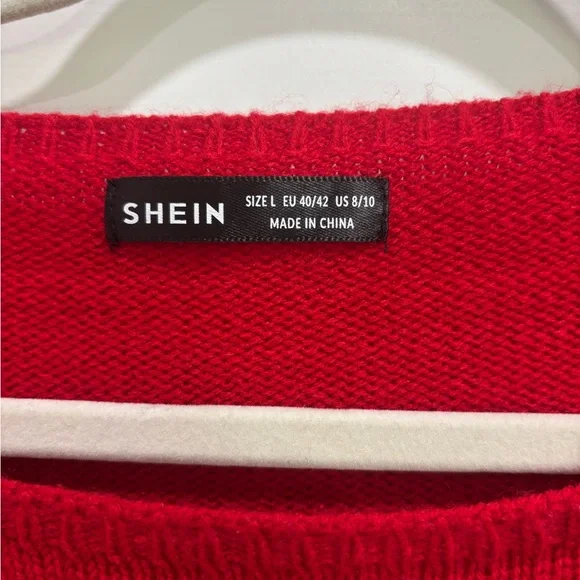 SHEIN
SIZE L EU 40/42 US 8/10
MADE IN CHINA